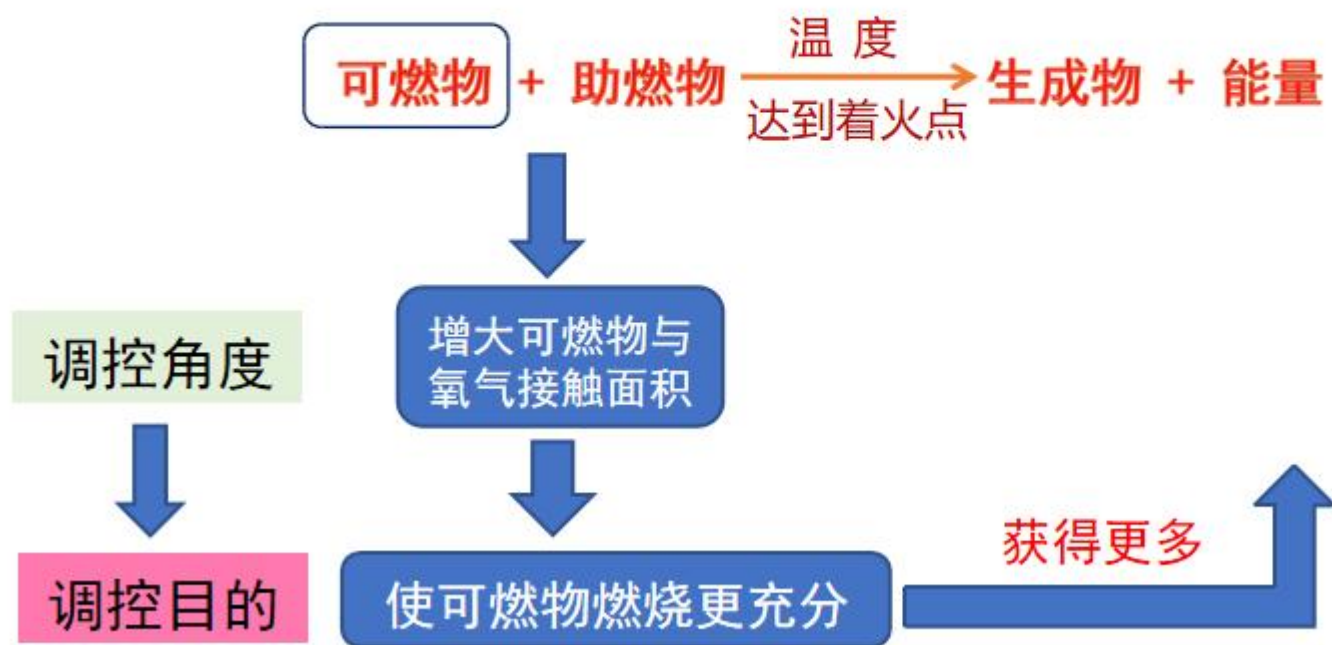 温 度
可燃物 + 助燃物 生成物 + 能量
达到着火点
调控角度
增大可燃物与
氧气接触面积
获得更多
调控目的
使可燃物燃烧更充分